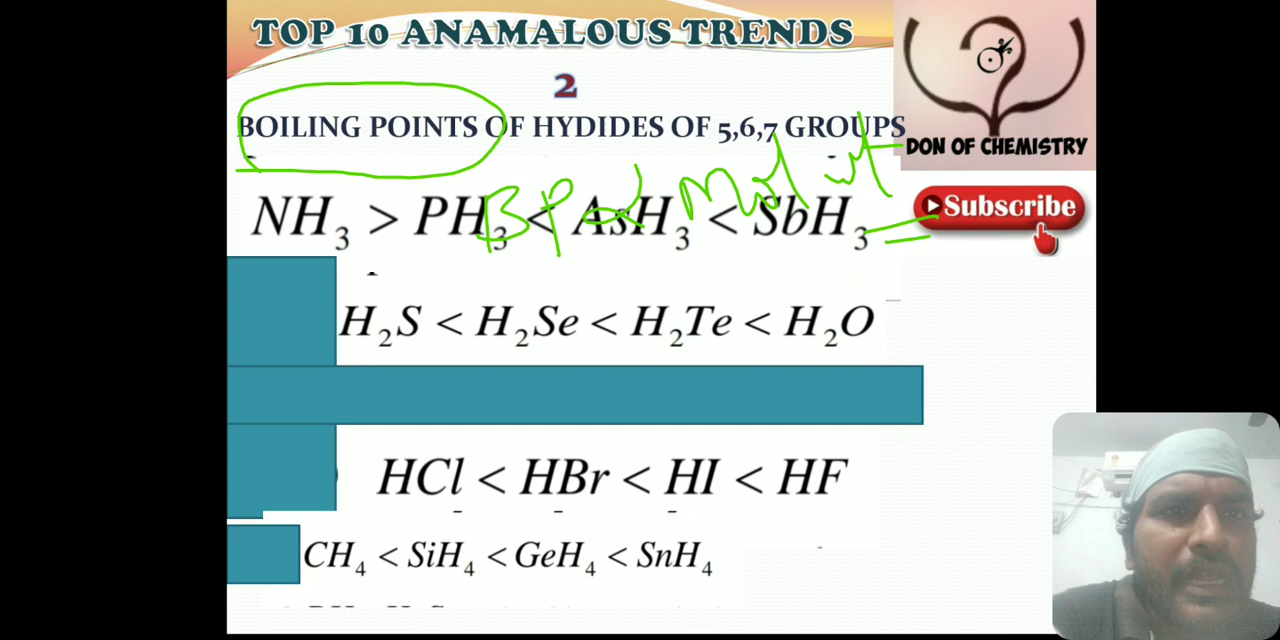 TOP 10 ANAMALOUS TRENDS
2
BOILING POINTS OF HYDIDES OF 5,6,7 GROUPS
DON OF CHEMISTRY
BP ∝ Mol wt
NH₃ > PH₃ < AsH₃ < SbH₃
Subscribe
H₂S < H₂Se < H₂Te < H₂O
HCl < HBr < HI < HF
CH₄ < SiH₄ < GeH₄ < SnH₄